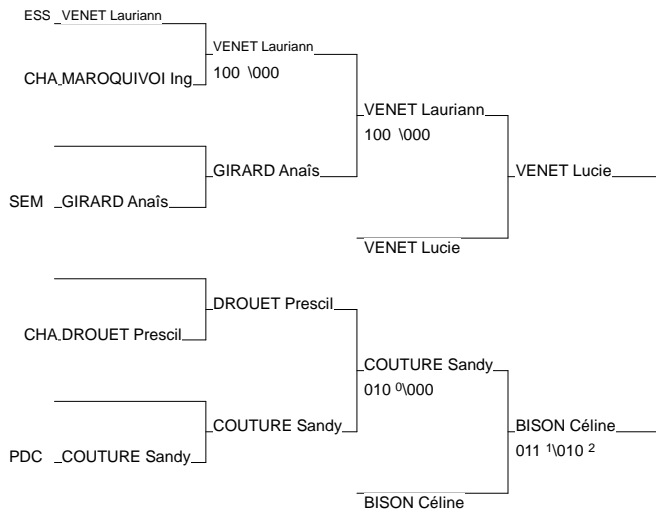 ESS VENET Lauriann
VENET Lauriann
CHA MAROQUIVOI Ing 100 \000
VENET Lauriann
100 \000
GIRARD Anaîs VENET Lucie
SEM GIRARD Anaîs
VENET Lucie
DROUET Prescil
CHA DROUET Prescil
COUTURE Sandy
010 0\000
COUTURE Sandy BISON Céline
011 1\010 2
PDC COUTURE Sandy
BISON Céline